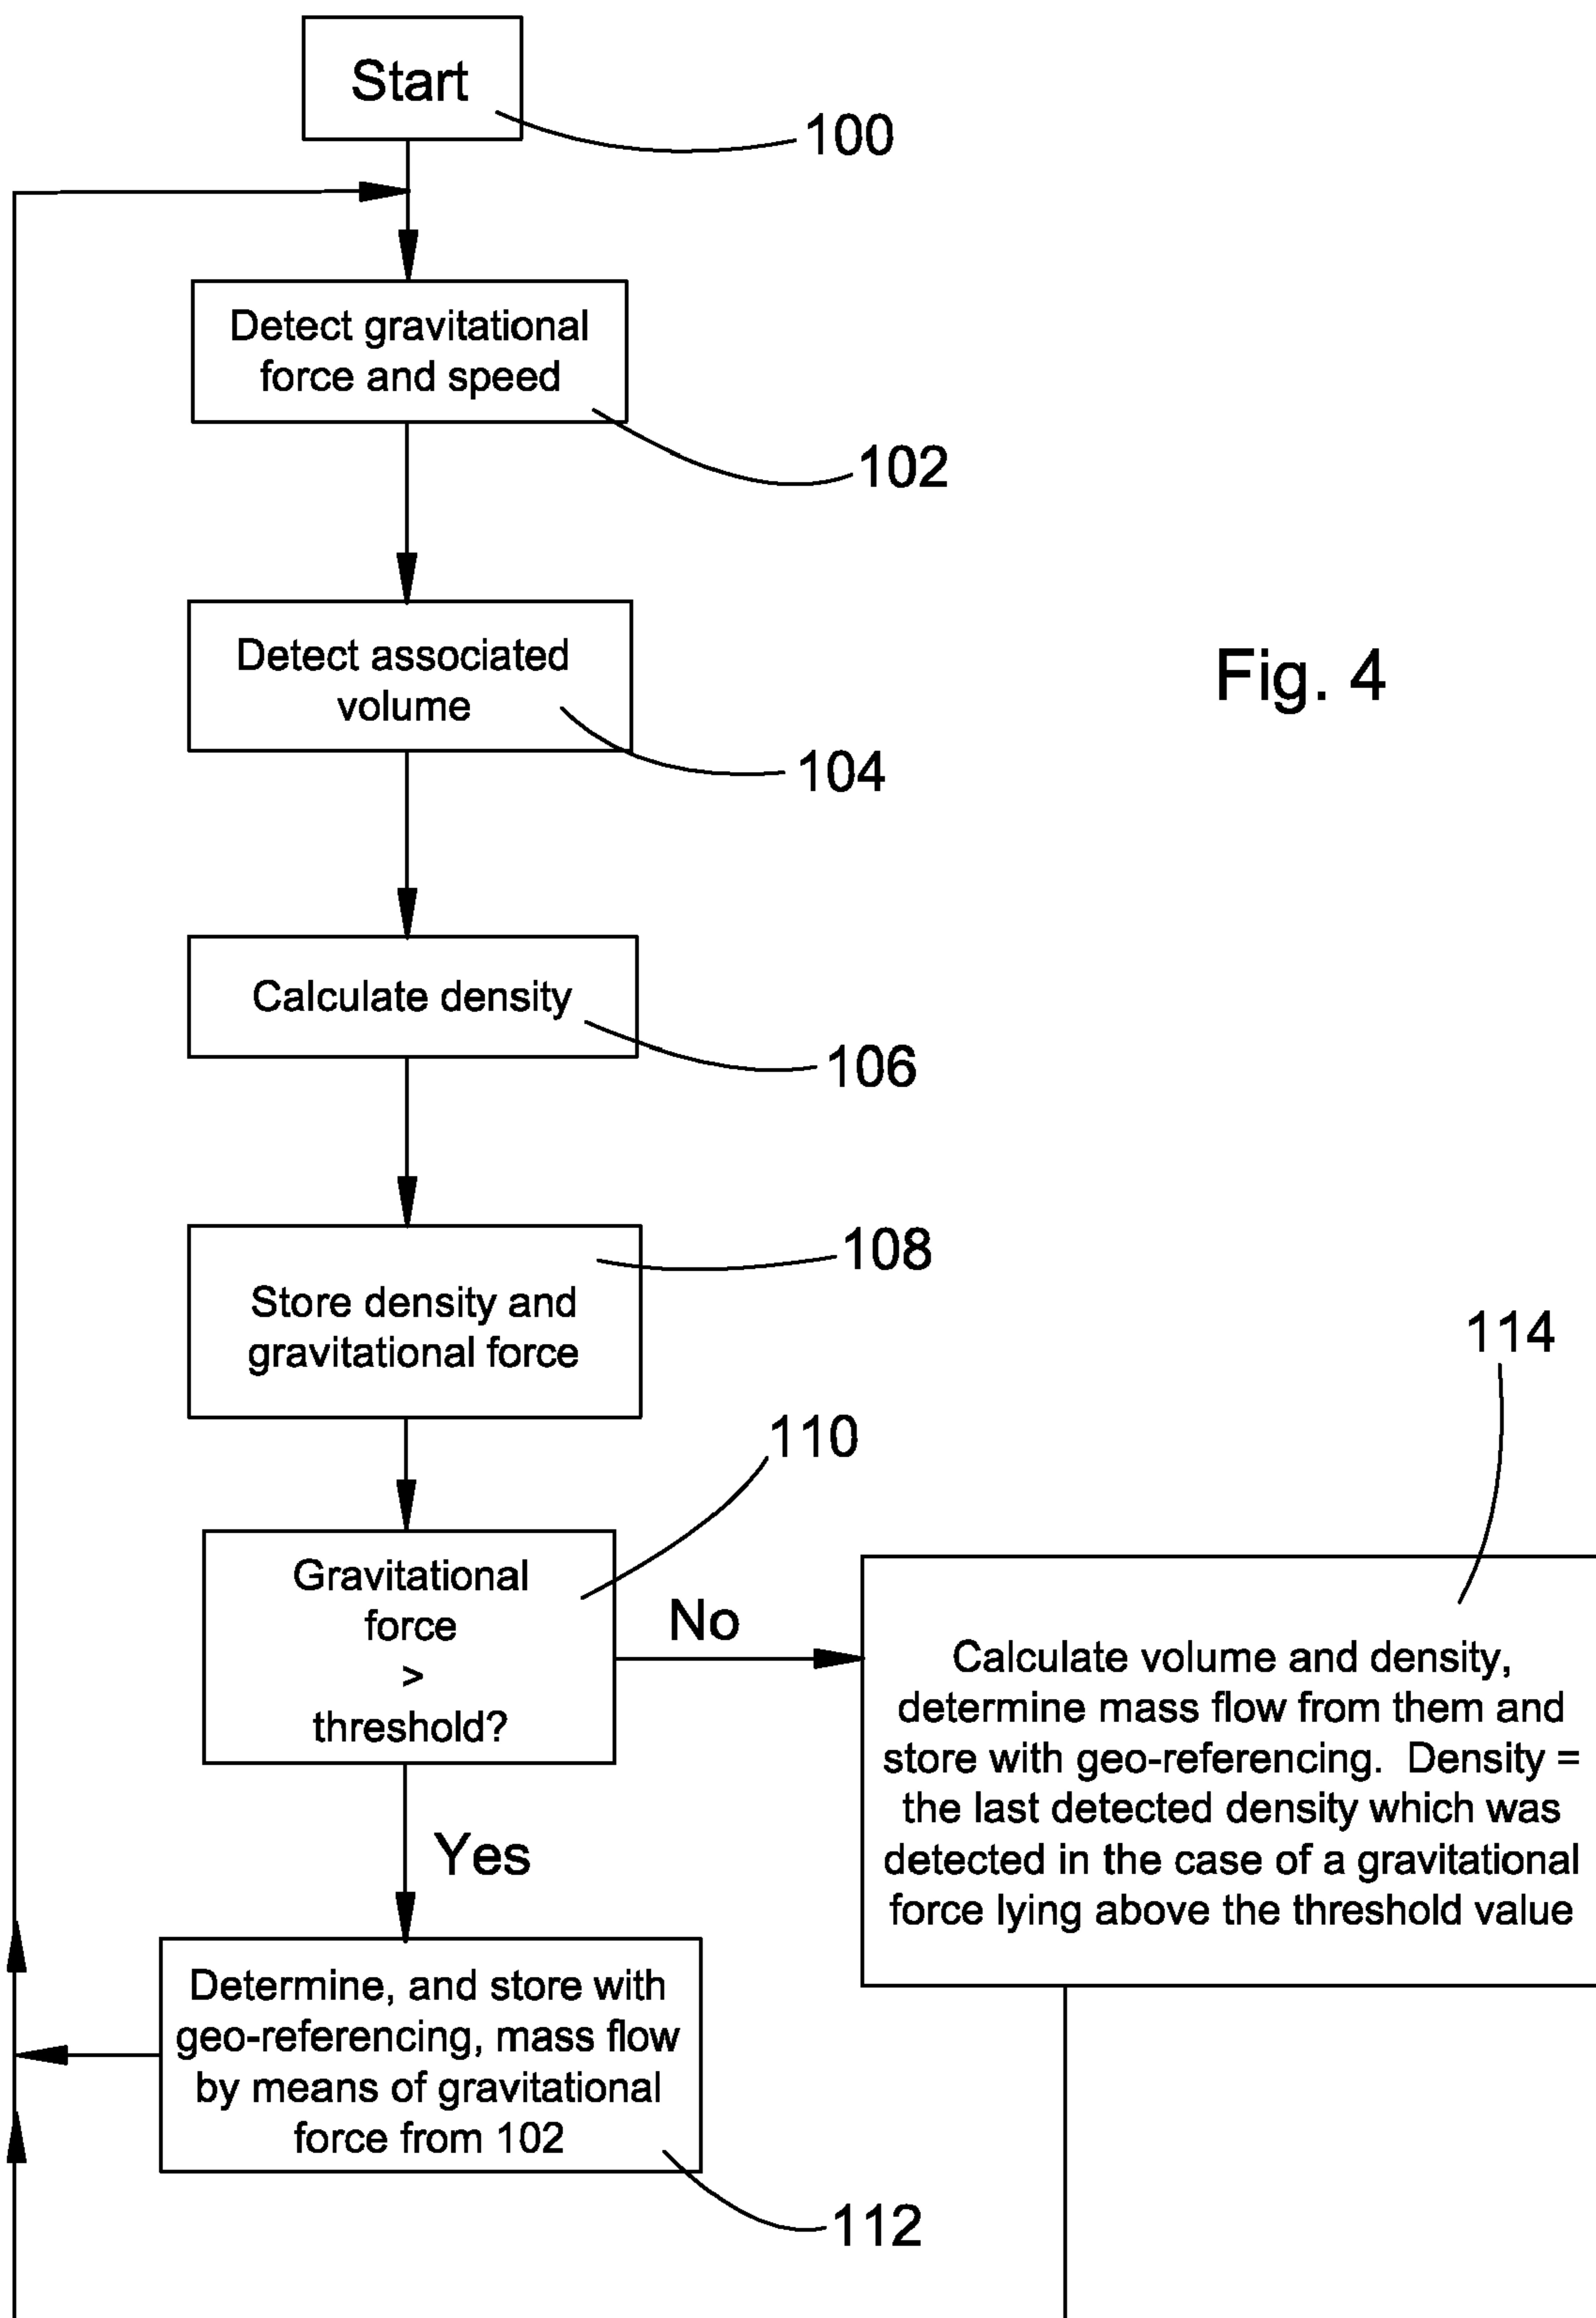 Start
100
Detect gravitational
force and speed
102
Detect associated
volume
104
Fig. 4
Calculate density
106
108
Store density and
gravitational force
114
110
Gravitational
force
>
threshold?
No
Calculate volume and density,
determine mass flow from them and
store with geo-referencing.  Density =
the last detected density which was
detected in the case of a gravitational
force lying above the threshold value
Yes
Determine, and store with
geo-referencing, mass flow
by means of gravitational
force from 102
112